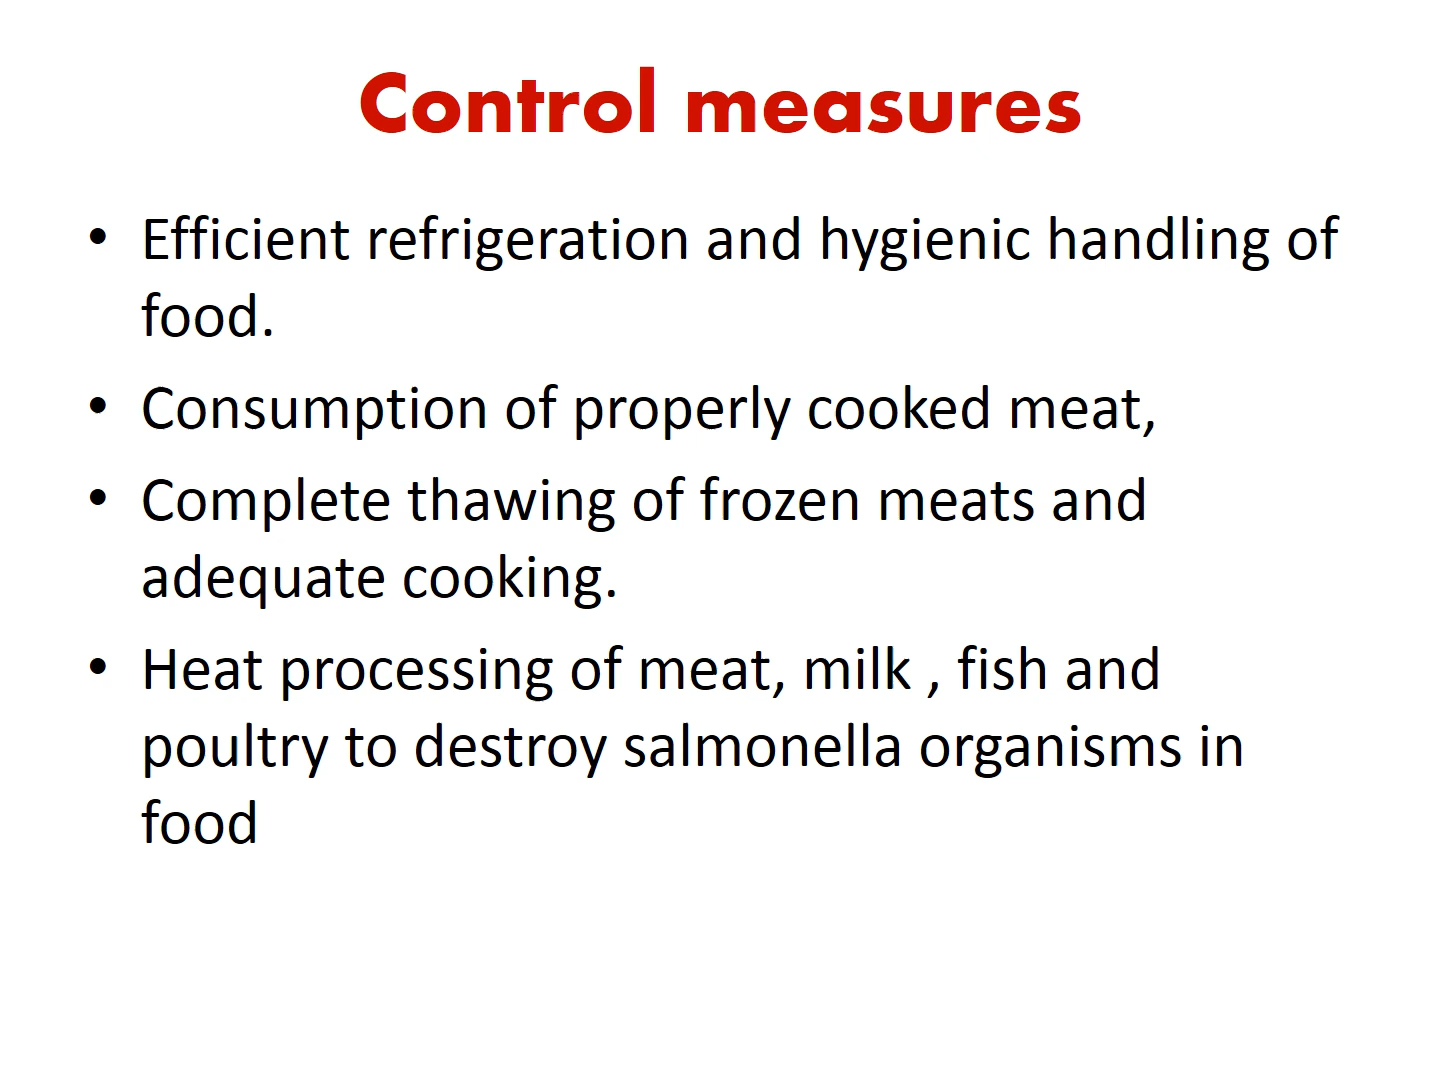 Control measures
• Efficient refrigeration and hygienic handling of
food.
• Consumption of properly cooked meat,
• Complete thawing of frozen meats and
adequate cooking.
• Heat processing of meat, milk , fish and
poultry to destroy salmonella organisms in
food